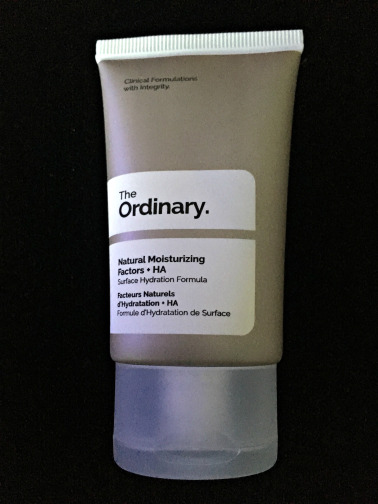 Clinical Formulations
with Integrity.
The
Ordinary.
Natural Moisturizing
Factors + HA
Surface Hydration Formula
Facteurs Naturels
d'Hydratation + HA
Formule d'Hydratation de Surface